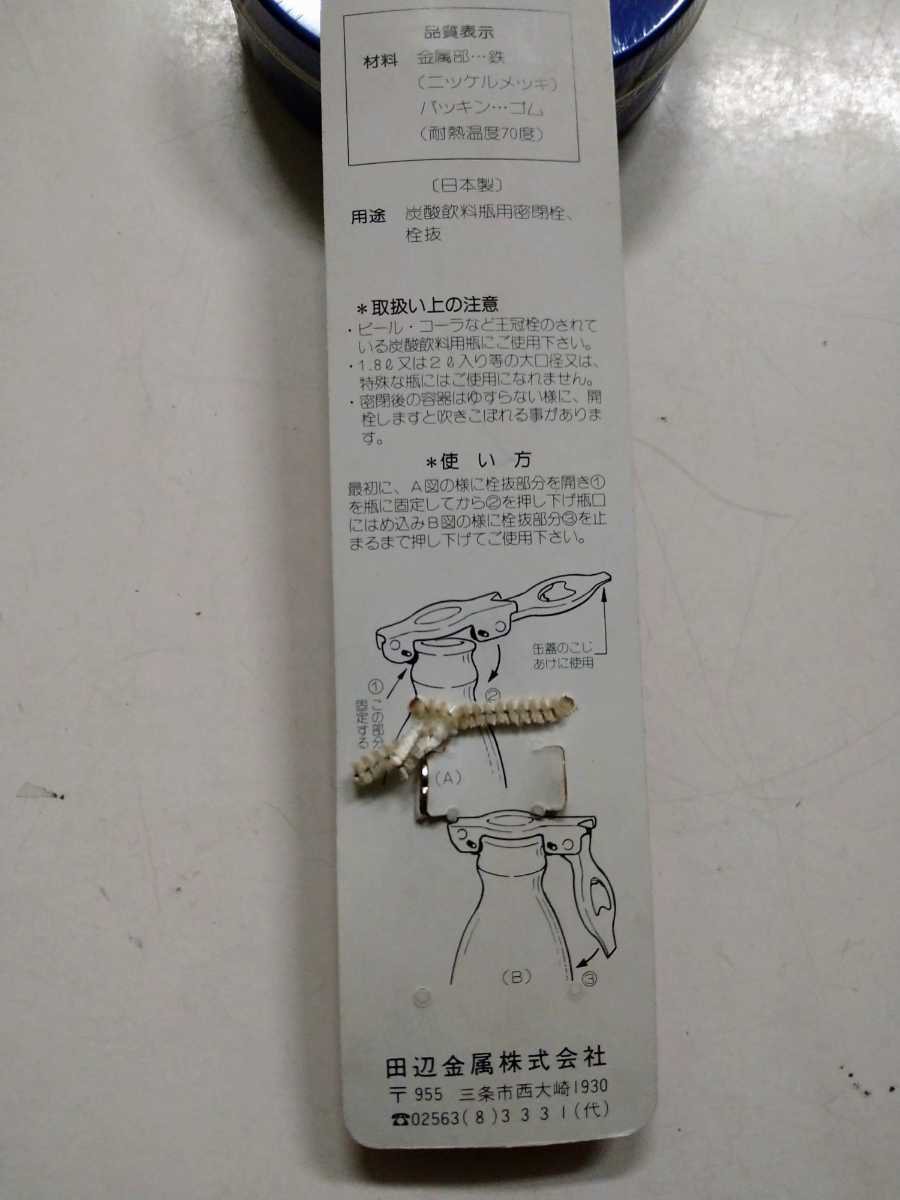 品質表示
材料 金属部…鉄
(ニッケルメッキ)
パッキン…ゴム
(耐熱温度70度)
〔日本製〕
用途 炭酸飲料瓶用密閉栓、
栓抜
*取扱い上の注意
・ビール・コーラなど王冠栓のされて
いる炭酸飲料用瓶にご使用下さい。
・1.8ℓ又は2ℓ入り等の大口径又は、
特殊な瓶にはご使用になれません。
・密閉後の容器はゆすらない様に、開
栓しますと吹きこぼれる事がありま
す。
*使い方
最初に、A図の様に栓抜部分を開き①
を瓶に固定してから②を押し下げ瓶口
にはめ込みB図の様に栓抜部分③を止
まるまで押し下げてご使用下さい。
缶蓋のこじ
あけに使用
①この部分
固定する
②
(A)
(B)
③
田辺金属株式会社
〒955 三条市西大崎1930
☎02563(8)3331(代)